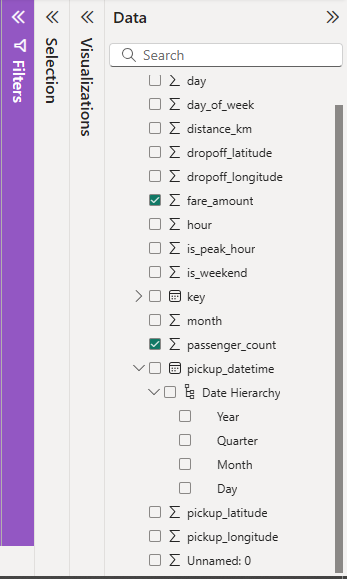 Filters
Selection
Visualizations
Data
Search
day
day_of_week
distance_km
dropoff_latitude
dropoff_longitude
fare_amount
hour
is_peak_hour
is_weekend
key
month
passenger_count
pickup_datetime
Date Hierarchy
Year
Quarter
Month
Day
pickup_latitude
pickup_longitude
Unnamed: 0